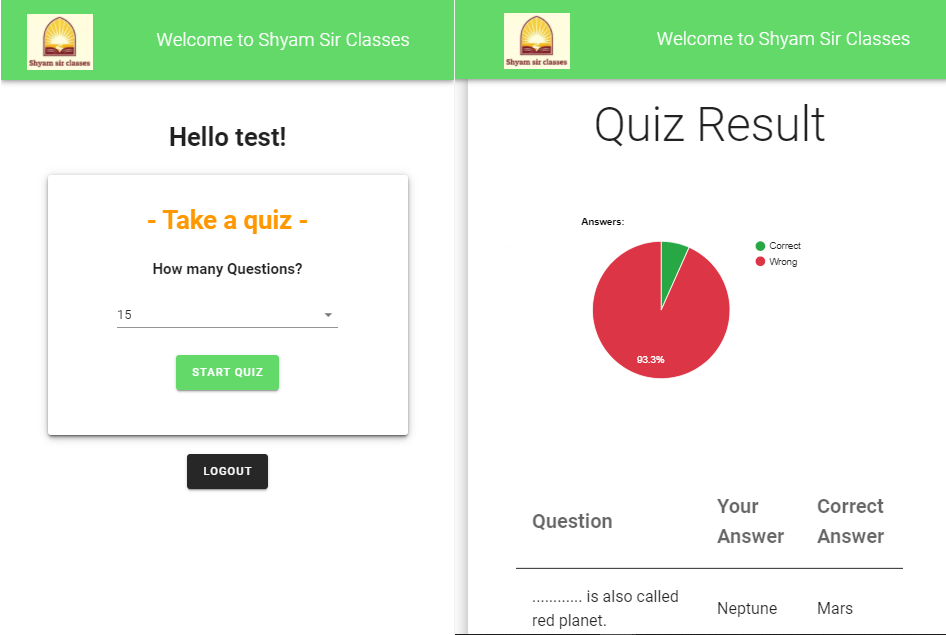 Shyam sir classes
Welcome to Shyam Sir Classes
Hello test!
- Take a quiz -
How many Questions?
15
START QUIZ
LOGOUT
Shyam sir classes
Welcome to Shyam Sir Classes
Quiz Result
Answers:
Correct
Wrong
93.3%
Question
Your
Answer
Correct
Answer
............ is also called
red planet.
Neptune
Mars